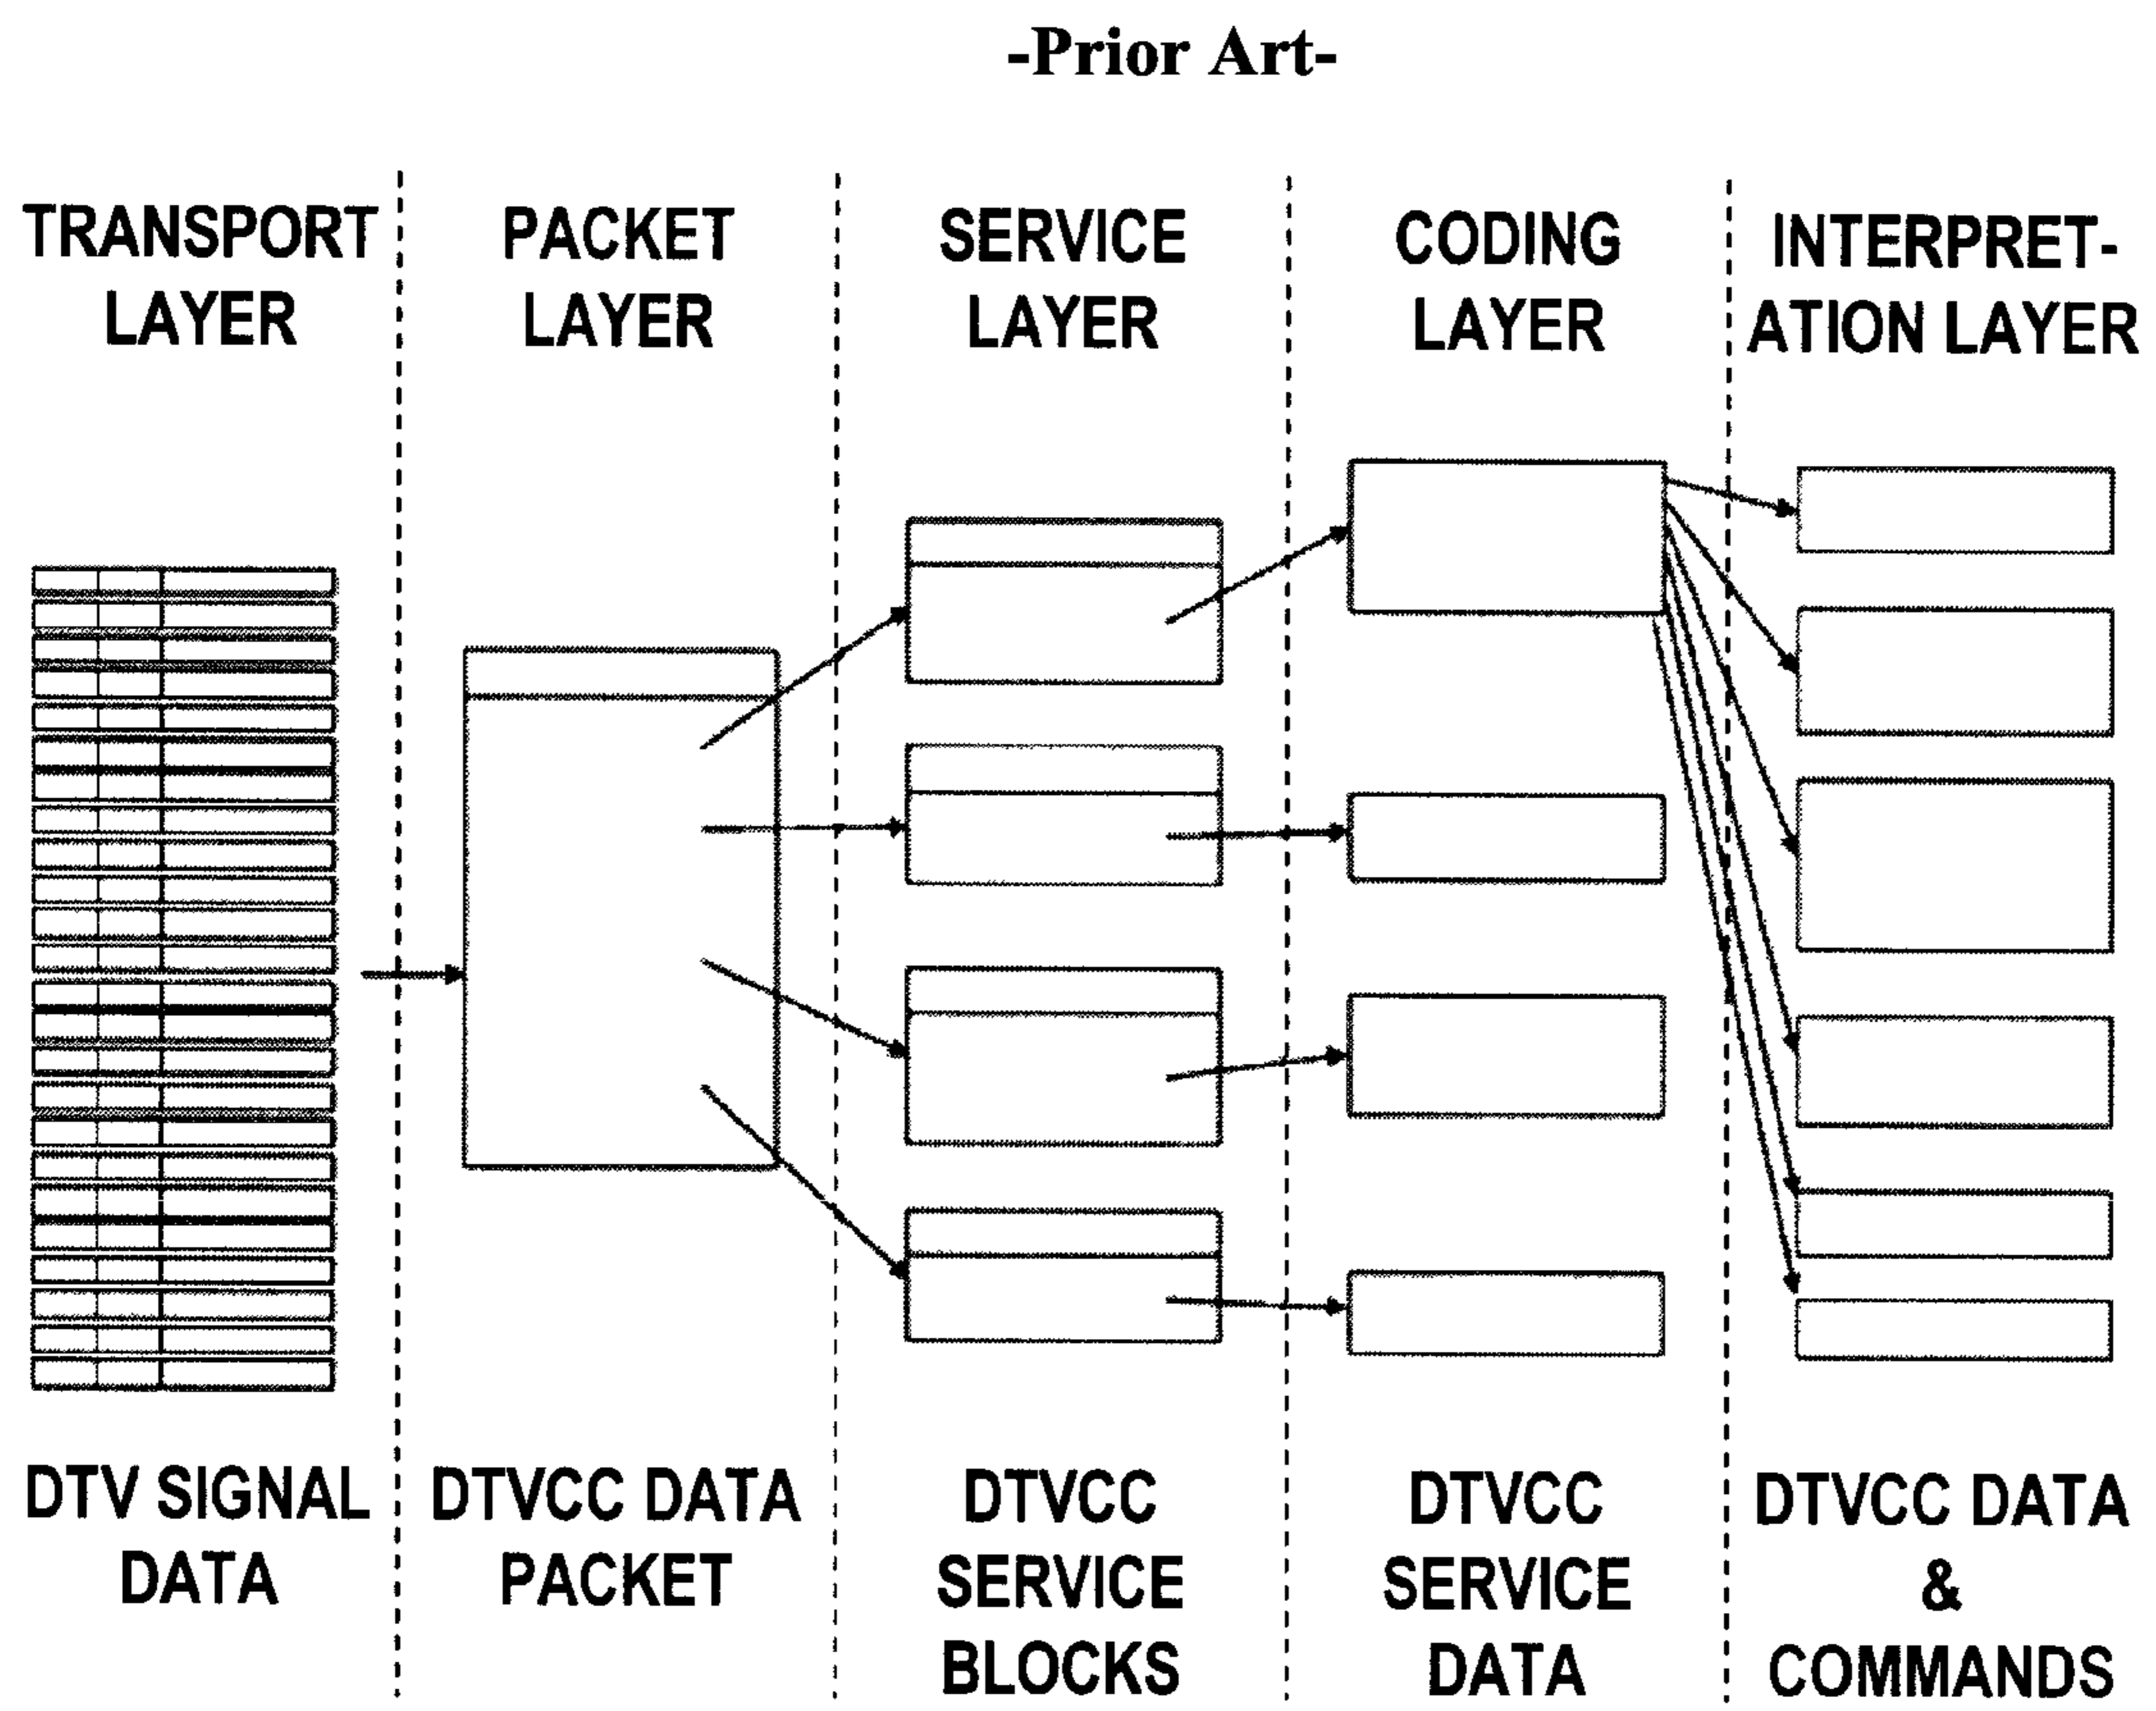 -Prior Art-
TRANSPORT
LAYER
PACKET
LAYER
SERVICE
LAYER
CODING
LAYER
INTERPRET-
ATION LAYER
DTV SIGNAL
DATA
DTVCC DATA
PACKET
DTVCC
SERVICE
BLOCKS
DTVCC
SERVICE
DATA
DTVCC DATA
&
COMMANDS